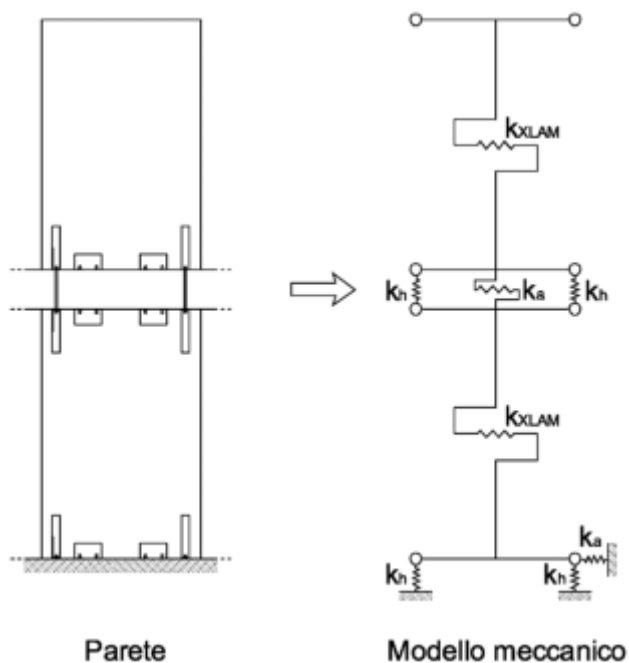 kXLAM
kh ka kh
kXLAM
ka
kh kh
Parete Modello meccanico